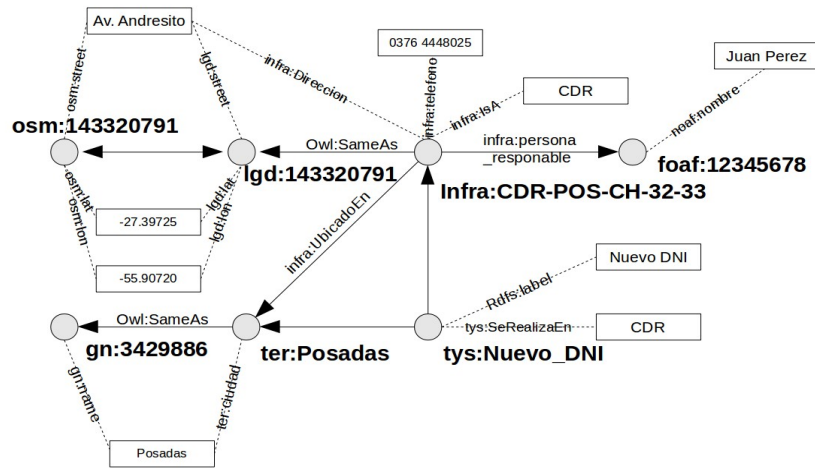 Av. Andresito
0376 4448025
Juan Perez
CDR
osm:street
lgd:street
infra:Direccion
infra:telefono
infra:IsA
noaf:nombre
osm:143320791
Owl:SameAs
infra:persona
_responable
lgd:143320791
Infra:CDR-POS-CH-32-33
foaf:12345678
osm:lat
osm:lon
lgd:lat
lgd:lon
-27.39725
-55.90720
infra:UbicadoEn
Nuevo DNI
Rdfs:label
Owl:SameAs
tys:SeRealizaEn
CDR
gn:3429886
ter:Posadas
tys:Nuevo_DNI
gn:name
ter:ciudad
Posadas